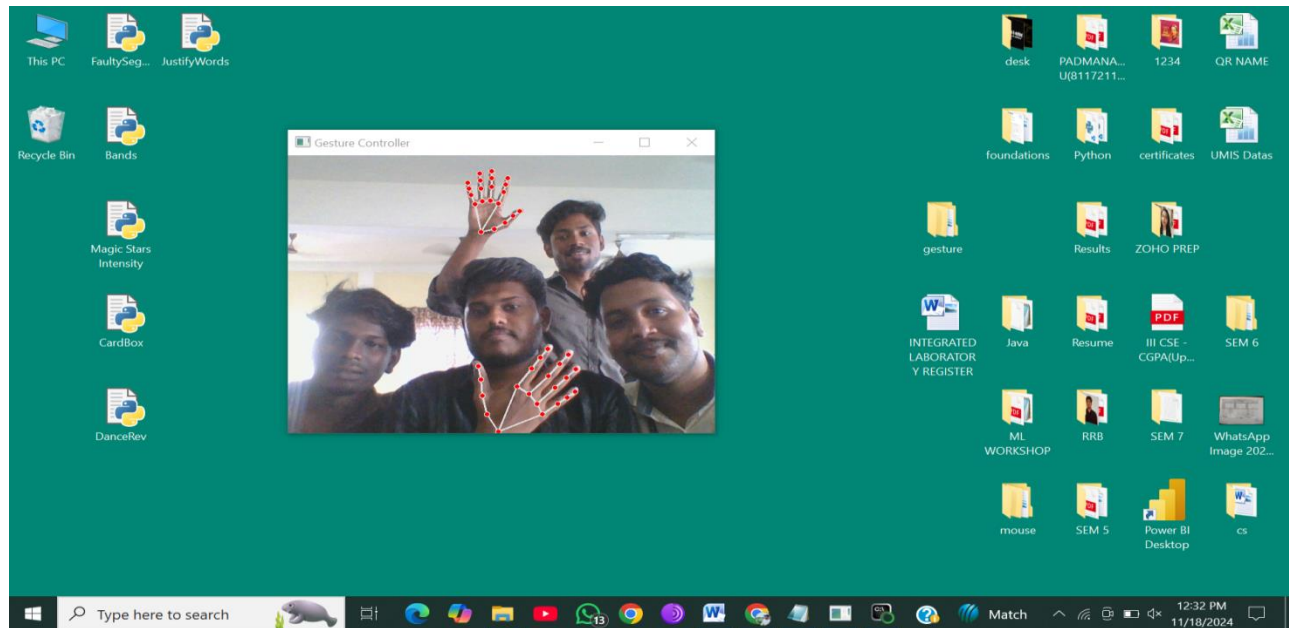 This PC
FaultySeg...
JustifyWords
desk
PADMANA...
U(8117211...
1234
QR NAME
Recycle Bin
Bands
Gesture Controller
foundations
Python
certificates
UMIS Datas
Magic Stars
Intensity
gesture
Results
ZOHO PREP
CardBox
INTEGRATED
LABORATOR
Y REGISTER
Java
Resume
PDF
III CSE -
CGPA(Up...
SEM 6
DanceRev
ML
WORKSHOP
RRB
SEM 7
WhatsApp
Image 202...
mouse
SEM 5
Power BI
Desktop
cs
Type here to search
13
Match
12:32 PM
11/18/2024